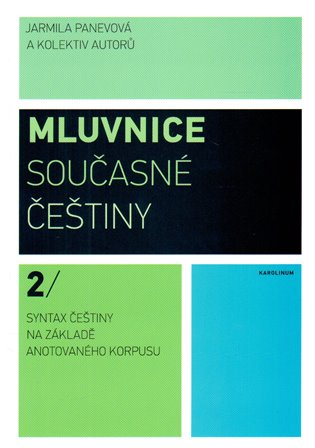 JARMILA PANEVOVÁ
A KOLEKTIV AUTORŮ
MLUVNICE
SOUČASNÉ
ČEŠTINY
2/
KAROLINUM
SYNTAX ČEŠTINY
NA ZÁKLADĚ
ANOTOVANÉHO KORPUSU